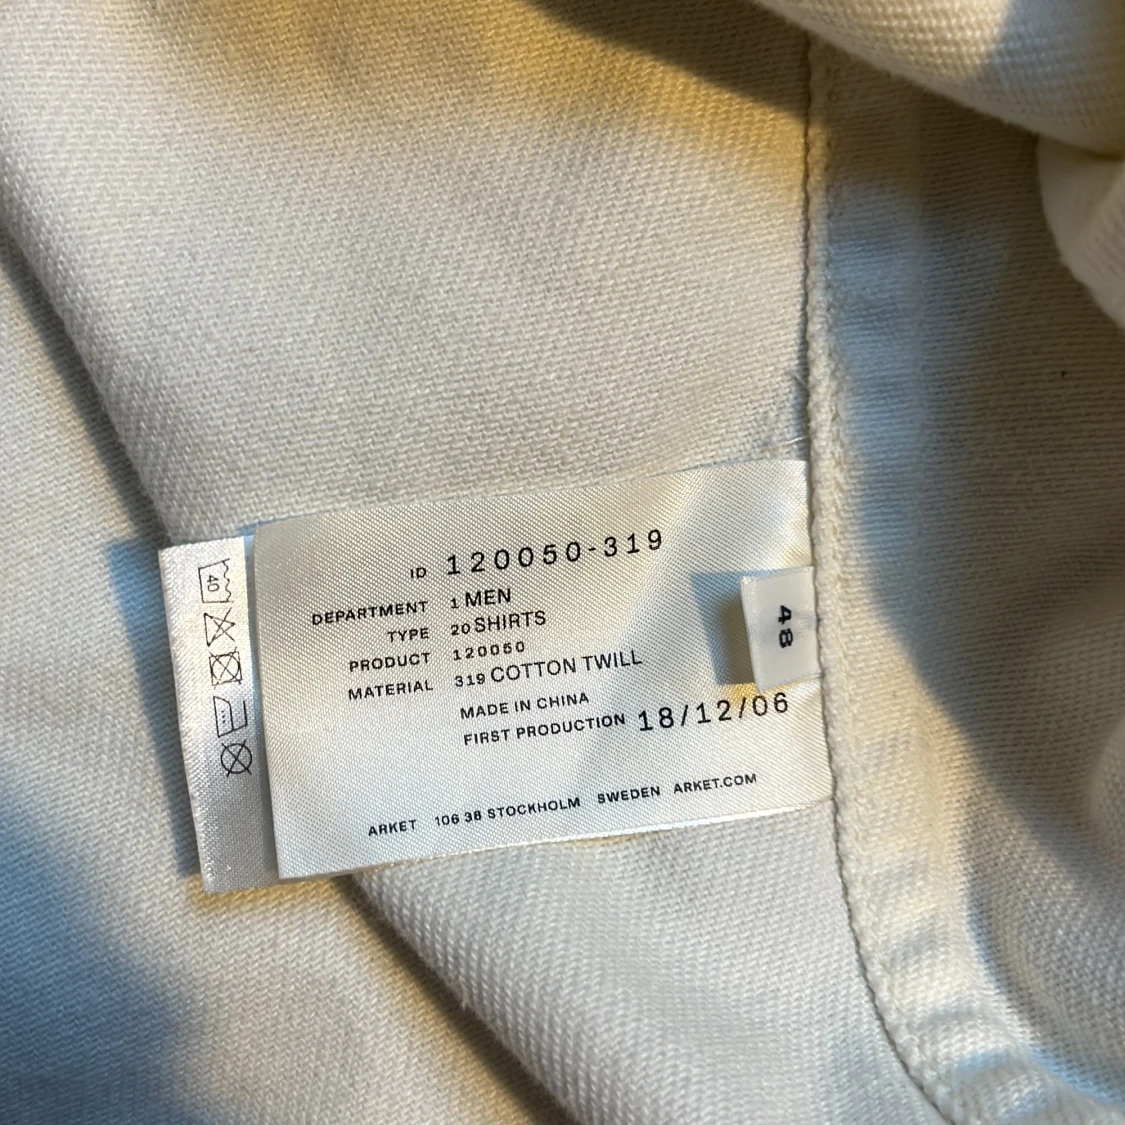 ID 120050-319
DEPARTMENT 1 MEN
TYPE 20 SHIRTS
PRODUCT 120050
MATERIAL 319 COTTON TWILL
MADE IN CHINA
FIRST PRODUCTION 18/12/06
ARKET 106 38 STOCKHOLM SWEDEN ARKET.COM
48
40